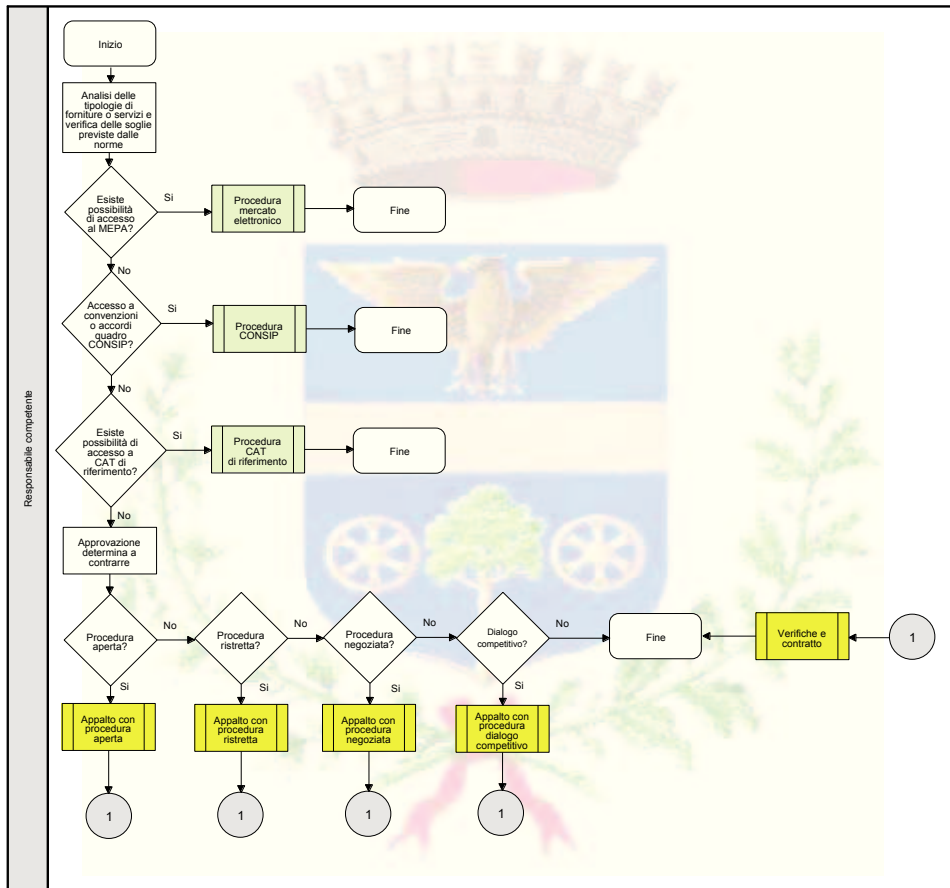 Responsabile competente
Inizio
Analisi delle
tipologie di
forniture o servizi e
verifica delle soglie
previste dalle
norme
Esiste
possibilità
di accesso
al MEPA?
Si
Procedura
mercato
elettronico
Fine
No
Accesso a
convenzioni
o accordi
quadro
CONSIP?
Si
Procedura
CONSIP
Fine
No
Esiste
possibilità di
accesso a
CAT di
riferimento?
Si
Procedura
CAT
di riferimento
Fine
No
Approvazione
determina a
contrarre
Procedura
aperta?
No
Procedura
ristretta?
No
Procedura
negoziata?
No
Dialogo
competitivo?
No
Fine
Verifiche e
contratto
1
Si
Si
Si
Si
Appalto con
procedura
aperta
Appalto con
procedura
ristretta
Appalto con
procedura
negoziata
Appalto con
procedura
dialogo
competitivo
1
1
1
1